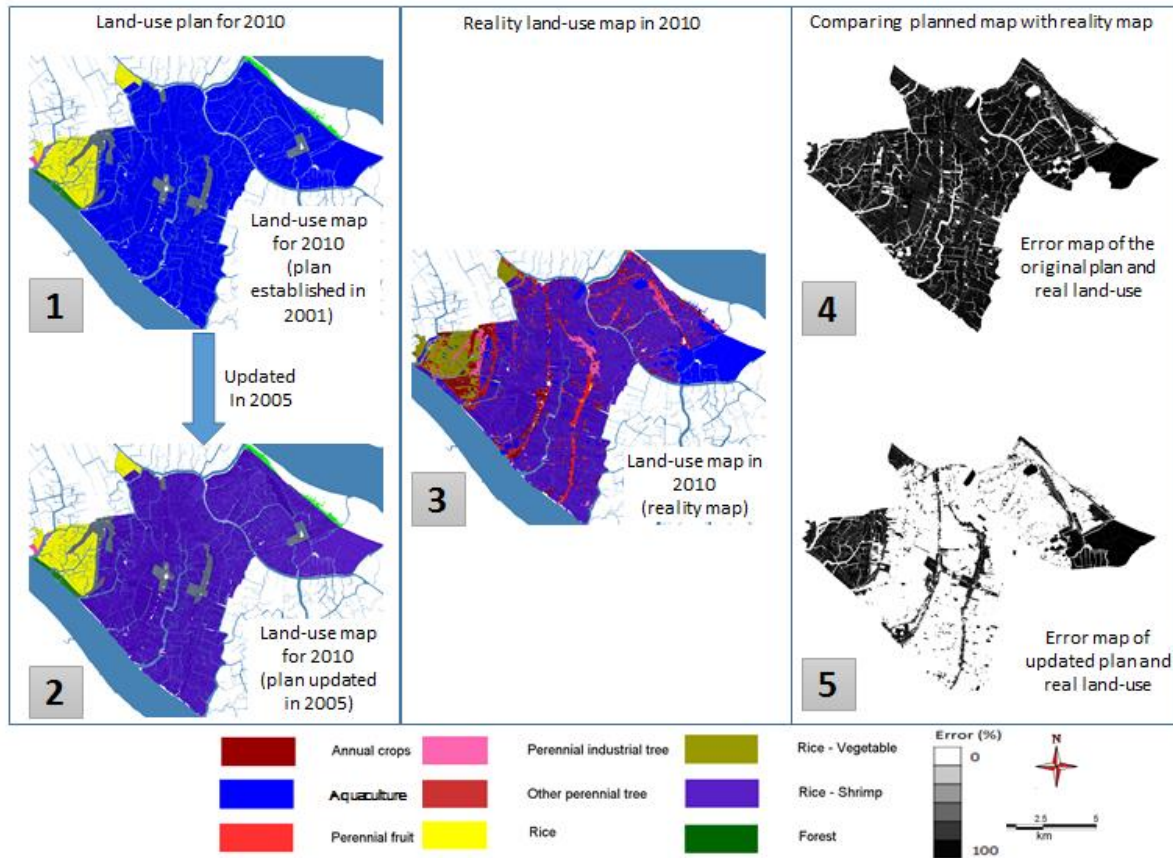 Land-use plan for 2010
Reality land-use map in 2010
Comparing planned map with reality map
Land-use map
for 2010
(plan
established in
2001)
1
Updated
In 2005
Land-use map
for 2010
(plan updated
in 2005)
2
3
Land-use map in
2010
(reality map)
Error map of the
original plan and
real land-use
4
Error map of
updated plan and
real land-use
5
Annual crops
Aquaculture
Perennial fruit
Perennial industrial tree
Other perennial tree
Rice
Rice - Vegetable
Rice - Shrimp
Forest
Error (%)
0
100
N
2.5
5
km